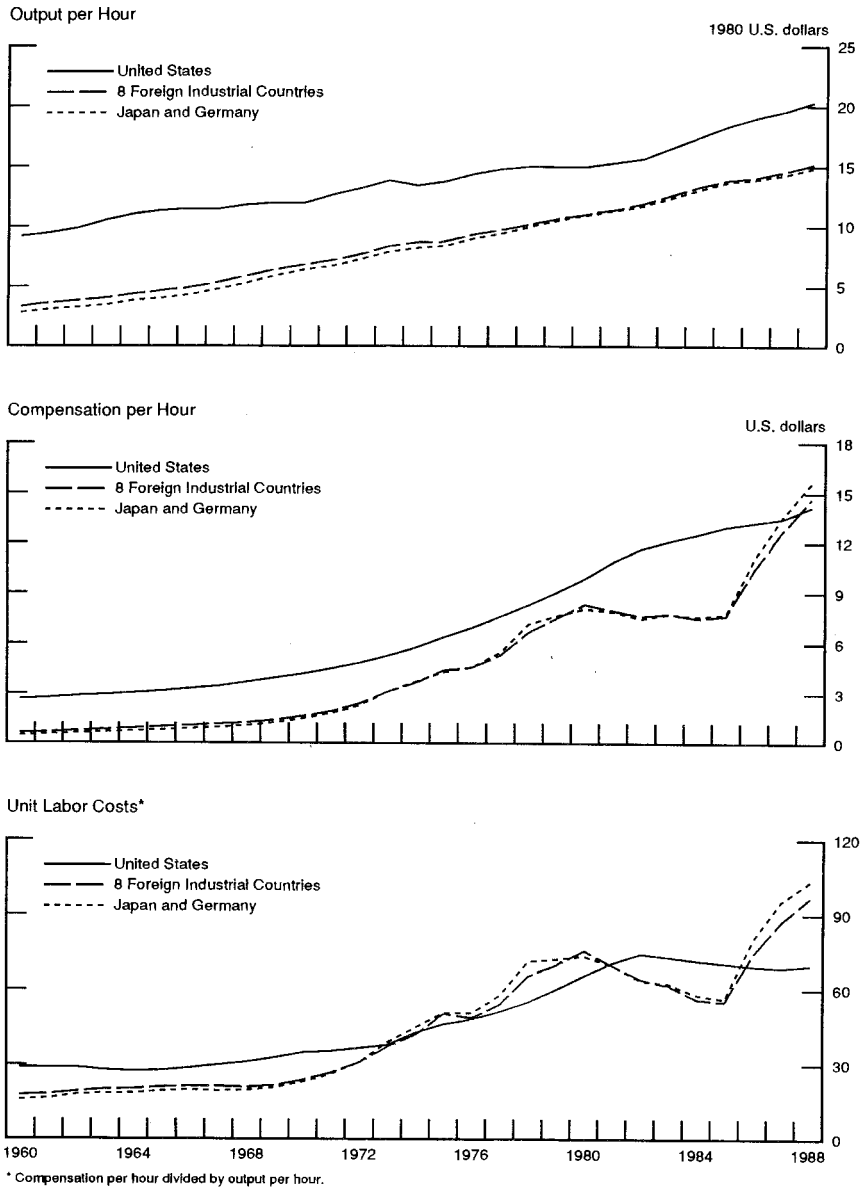 Output per Hour
1980 U.S. dollars
United States
8 Foreign Industrial Countries
Japan and Germany
25
20
15
10
5
0
Compensation per Hour
U.S. dollars
United States
8 Foreign Industrial Countries
Japan and Germany
18
15
12
9
6
3
0
Unit Labor Costs*
United States
8 Foreign Industrial Countries
Japan and Germany
120
90
60
30
0
1960 1964 1968 1972 1976 1980 1984 1988
* Compensation per hour divided by output per hour.